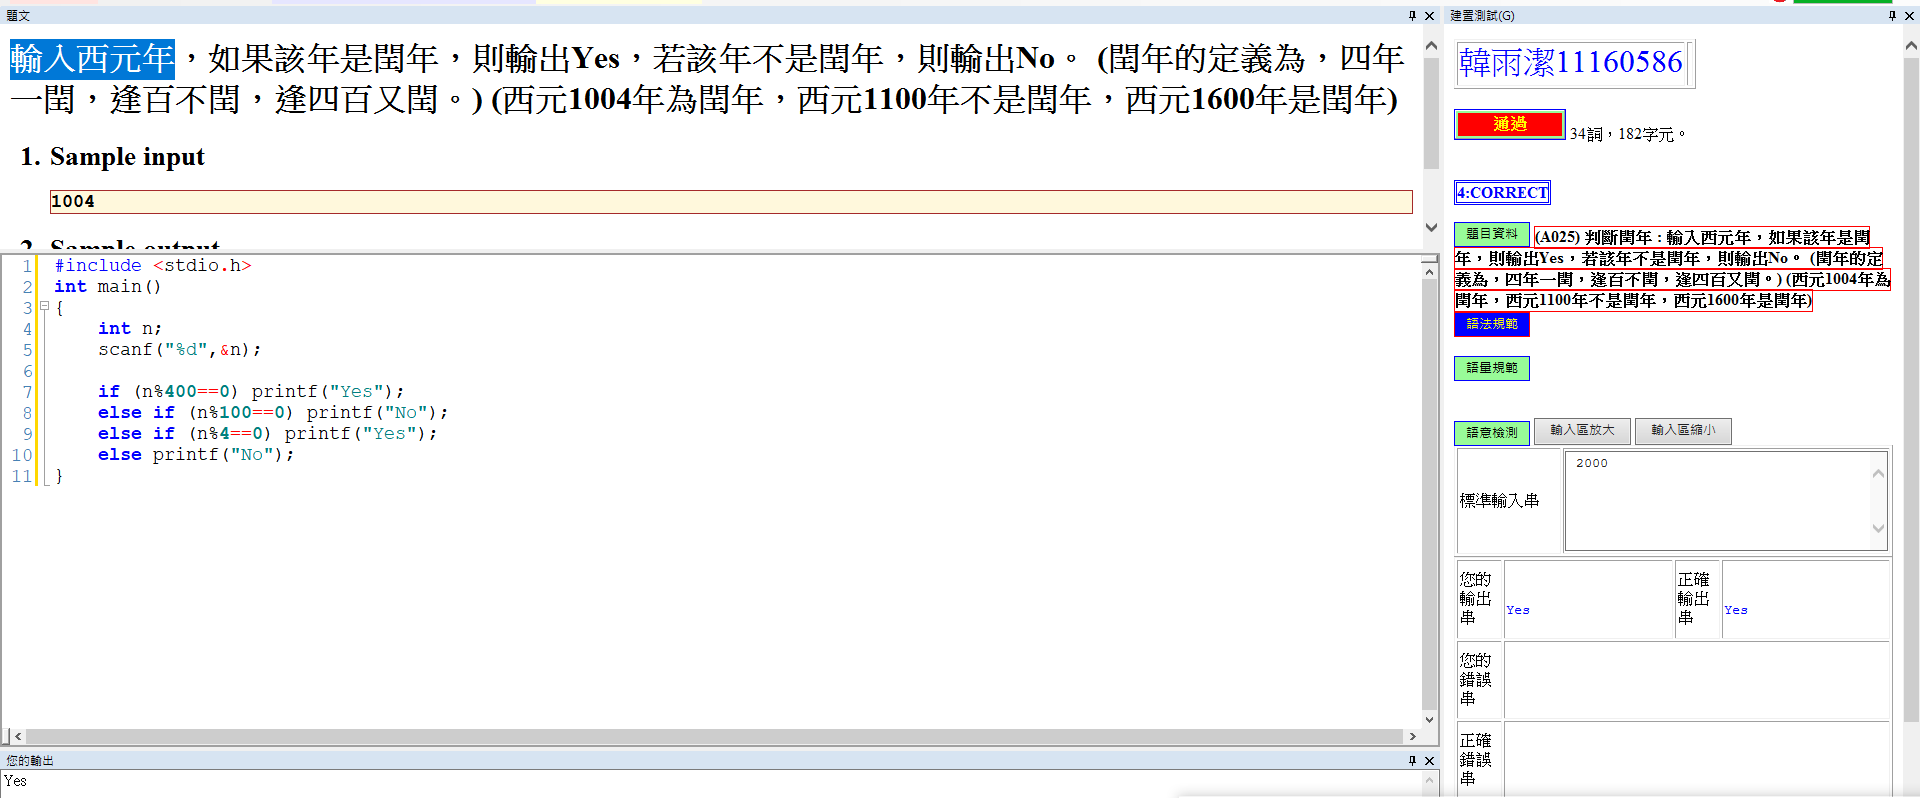 題文
輸入西元年，如果該年是閏年，則輸出Yes，若該年不是閏年，則輸出No。 (閏年的定義為，四年
一閏，逢百不閏，逢四百又閏。) (西元1004年為閏年，西元1100年不是閏年，西元1600年是閏年)
1. Sample input
1004
2. Sample output
1 #include <stdio.h>
2 int main()
3 {
4 int n;
5 scanf("%d",&n);
6
7 if (n%400==0) printf("Yes");
8 else if (n%100==0) printf("No");
9 else if (n%4==0) printf("Yes");
10 else printf("No");
11 }
您的輸出
Yes
建置測試(G)
韓雨潔11160586
通過 34詞，182字元。
4:CORRECT
題目資料 (A025) 判斷閏年 : 輸入西元年，如果該年是閏
年，則輸出Yes，若該年不是閏年，則輸出No。 (閏年的定
義為，四年一閏，逢百不閏，逢四百又閏。) (西元1004年為
閏年，西元1100年不是閏年，西元1600年是閏年)
語法規範
語量規範
語意檢測 輸入區放大 輸入區縮小
標準輸入串
2000
您的
輸出
串
Yes
正確
輸出
串
Yes
您的
錯誤
串
正確
錯誤
串